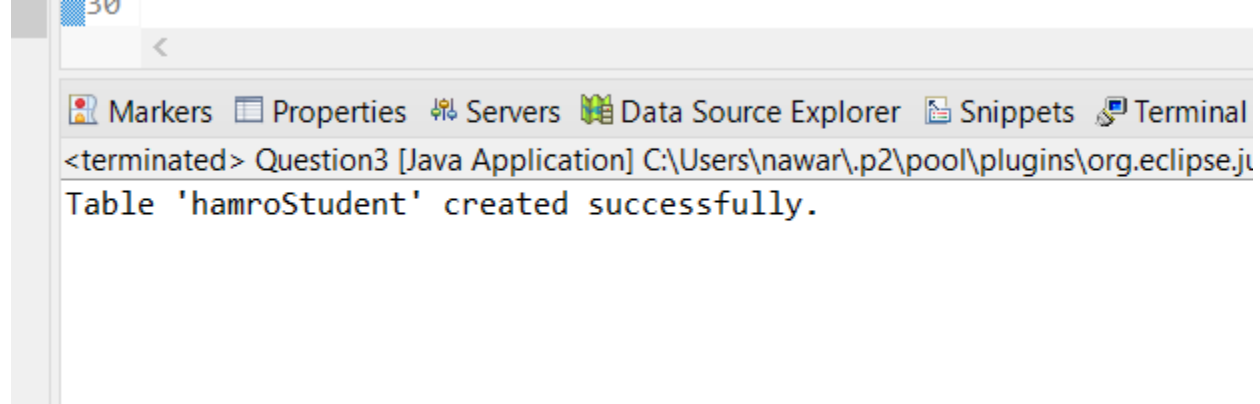 30
<
Markers Properties Servers Data Source Explorer Snippets Terminal
<terminated> Question3 [Java Application] C:\Users\nawar\.p2\pool\plugins\org.eclipse.ju
Table 'hamroStudent' created successfully.